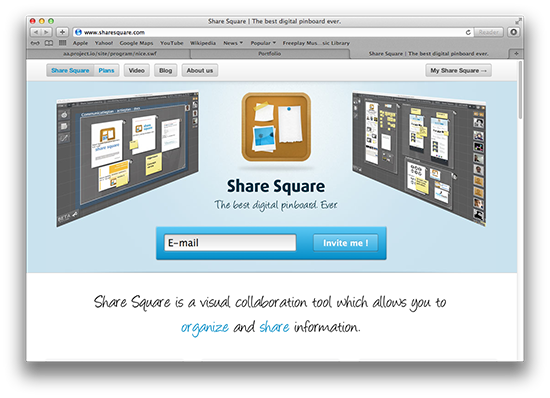 Share Square | The best digital pinboard ever.
www.sharesquare.com
Reader
Apple Yahoo! Google Maps YouTube Wikipedia News Popular Freeplay Mus...sic Library
aa.project.io/site/program/nice.swf
Portfolio
Share Square | The best digital pinboard ever.
Share Square Plans Video Blog About us My Share Square →
Share Square
The best digital pinboard. Ever
E-mail
Invite me !
Share Square is a visual collaboration tool which allows you to
organize and share information.